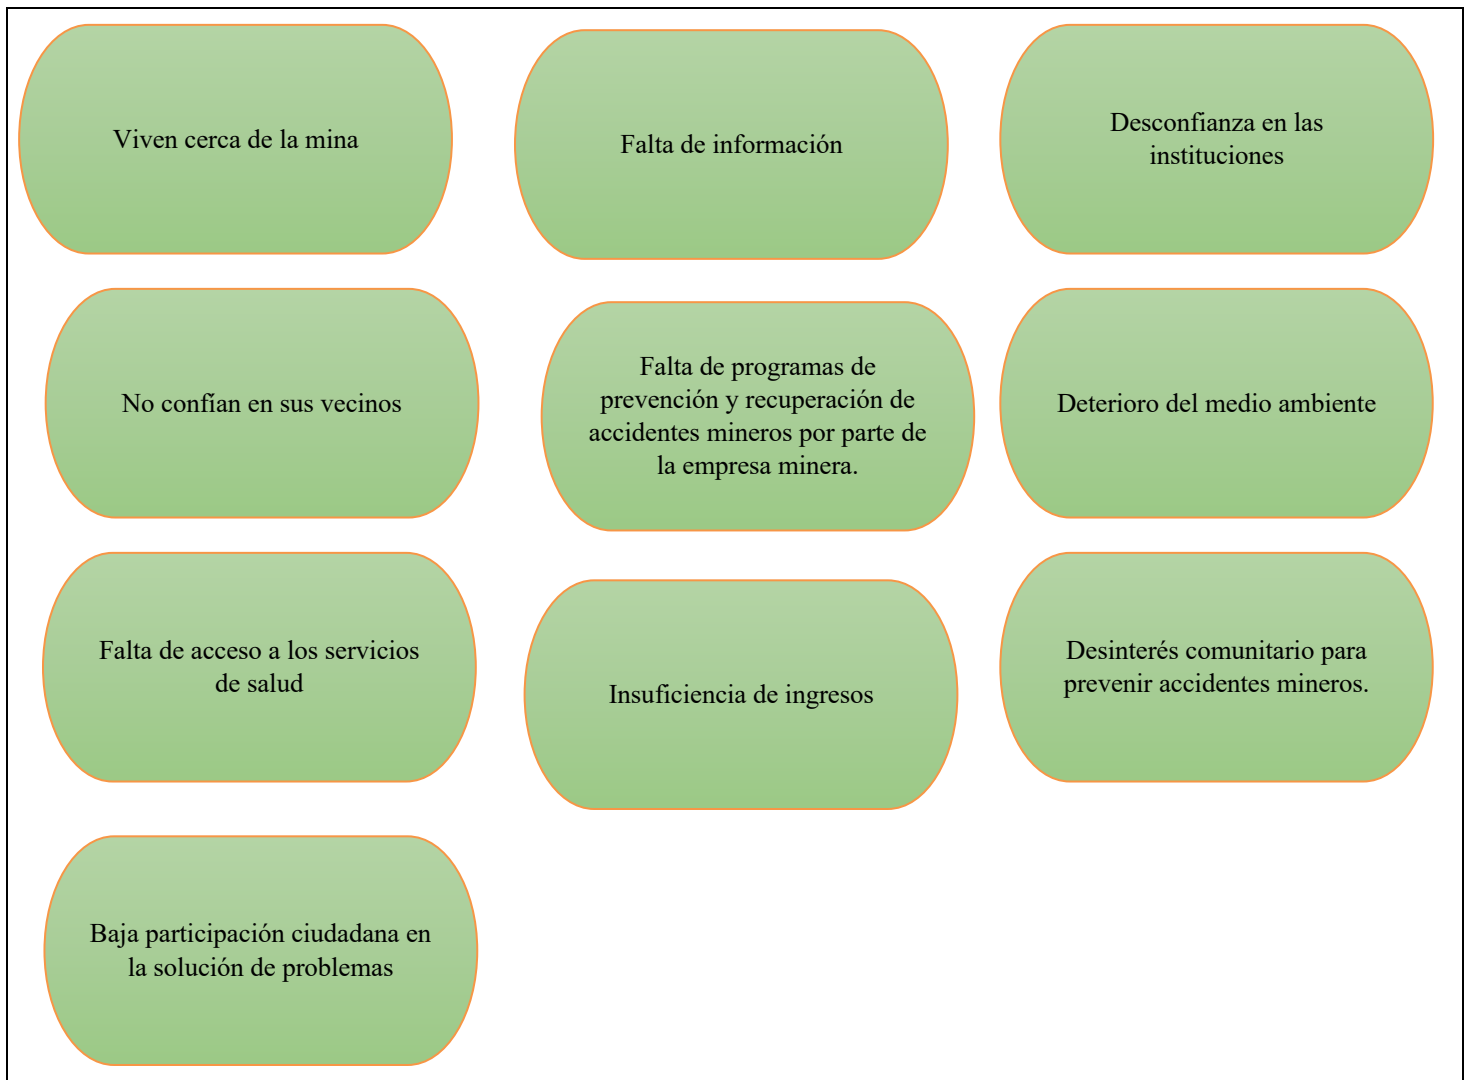 Viven cerca de la mina
Falta de información
Desconfianza en las
instituciones
No confían en sus vecinos
Falta de programas de
prevención y recuperación de
accidentes mineros por parte de
la empresa minera.
Deterioro del medio ambiente
Falta de acceso a los servicios
de salud
Insuficiencia de ingresos
Desinterés comunitario para
prevenir accidentes mineros.
Baja participación ciudadana en
la solución de problemas